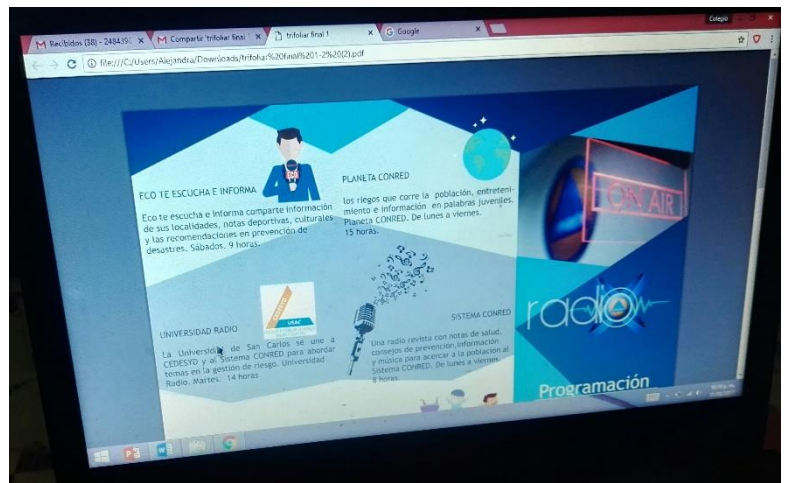 Colegio
Recibidos (38) - 248439
Compartir 'trifoliar final
trifoliar final 1
Google
file:///C:/Users/Alejandra/Downloads/trifoliar%20final%201-2%20(2).pdf
ECO TE ESCUCHA E INFORMA
Eco te escucha e Informa comparte información
de sus localidades, notas deportivas, culturales
y las recomendaciones en prevención de
desastres. Sábados. 9 horas.
PLANETA CONRED
los riegos que corre la población, entreteni-
miento e información en palabras juveniles.
Planeta CONRED. De lunes a viernes.
15 horas.
ON AIR
UNIVERSIDAD RADIO
USAC
La Universidad de San Carlos se une a
CEDESYD y al Sistema CONRED para abordar
temas en la gestión de riesgo. Universidad
Radio. Martes. 14 horas
SISTEMA CONRED
Una radio revista con notas de salud,
consejos de prevención,información
y música para acercar a la población al
Sistema CONRED. De lunes a viernes.
8 horas.
radio
Programación